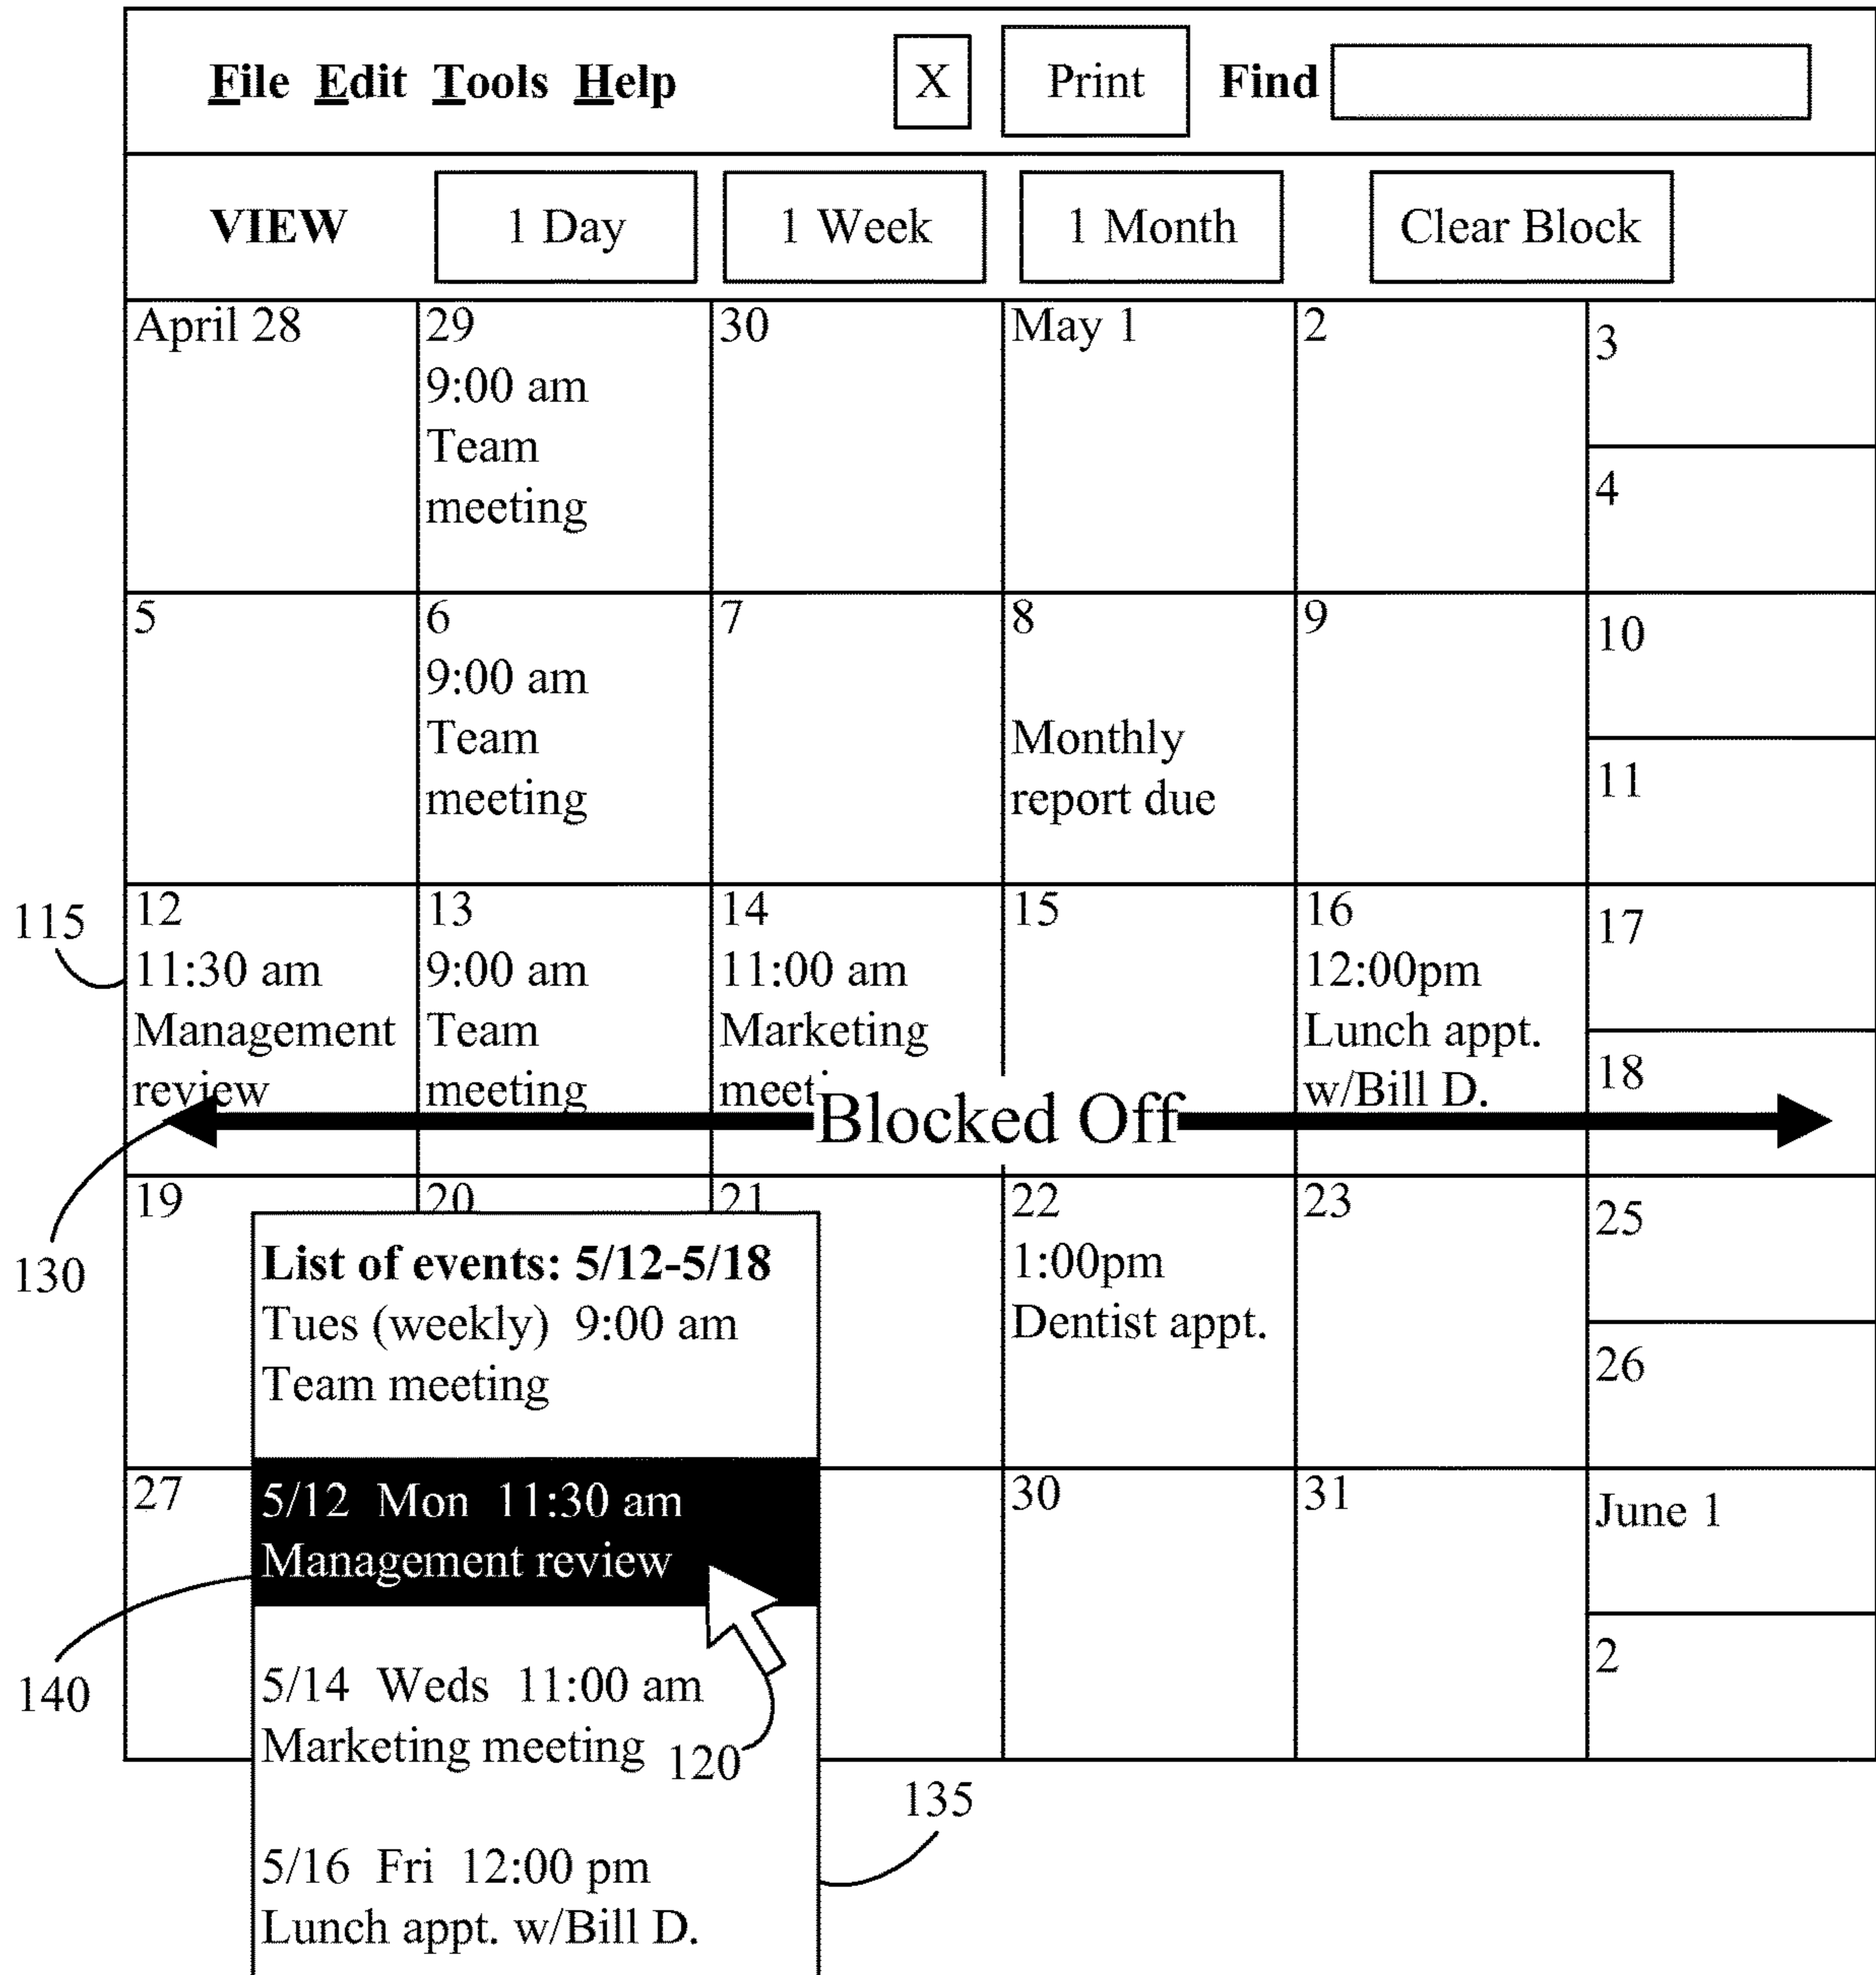 File Edit Tools Help X Print Find
VIEW 1 Day 1 Week 1 Month Clear Block
April 28 29 30 May 1 2 3
9:00 am
Team
meeting
4
5 6 7 8 9 10
9:00 am
Team
meeting
Monthly
report due
11
115
12 13 14 15 16 17
11:30 am
Management
review
9:00 am
Team
meeting
11:00 am
Marketing
12:00pm
Lunch appt.
w/Bill D.
18
Blocked Off
130
19 20 21 22 23 25
1:00pm
Dentist appt.
26
List of events: 5/12-5/18
Tues (weekly) 9:00 am
Team meeting
27 30 31 June 1
5/12 Mon 11:30 am
Management review
140
2
5/14 Weds 11:00 am
Marketing meeting
120
135
5/16 Fri 12:00 pm
Lunch appt. w/Bill D.